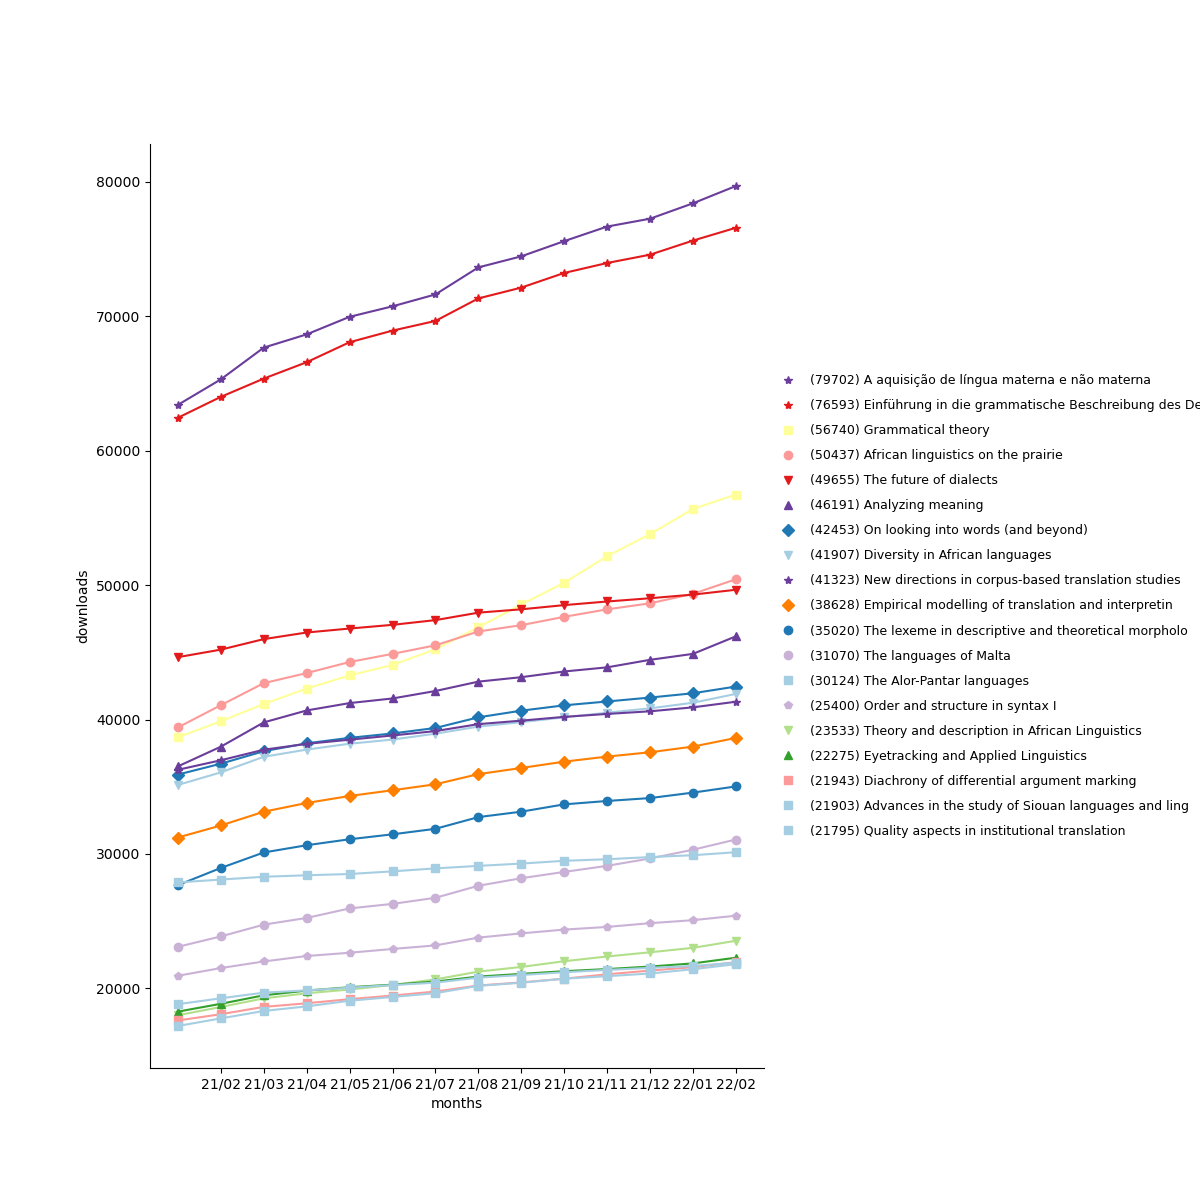 80000
70000
60000
50000
40000
30000
20000
downloads
21/02 21/03 21/04 21/05 21/06 21/07 21/08 21/09 21/10 21/11 21/12 22/01 22/02
months
(79702) A aquisição de língua materna e não materna
(76593) Einführung in die grammatische Beschreibung des De
(56740) Grammatical theory
(50437) African linguistics on the prairie
(49655) The future of dialects
(46191) Analyzing meaning
(42453) On looking into words (and beyond)
(41907) Diversity in African languages
(41323) New directions in corpus-based translation studies
(38628) Empirical modelling of translation and interpretin
(35020) The lexeme in descriptive and theoretical morpholo
(31070) The languages of Malta
(30124) The Alor-Pantar languages
(25400) Order and structure in syntax I
(23533) Theory and description in African Linguistics
(22275) Eyetracking and Applied Linguistics
(21943) Diachrony of differential argument marking
(21903) Advances in the study of Siouan languages and ling
(21795) Quality aspects in institutional translation